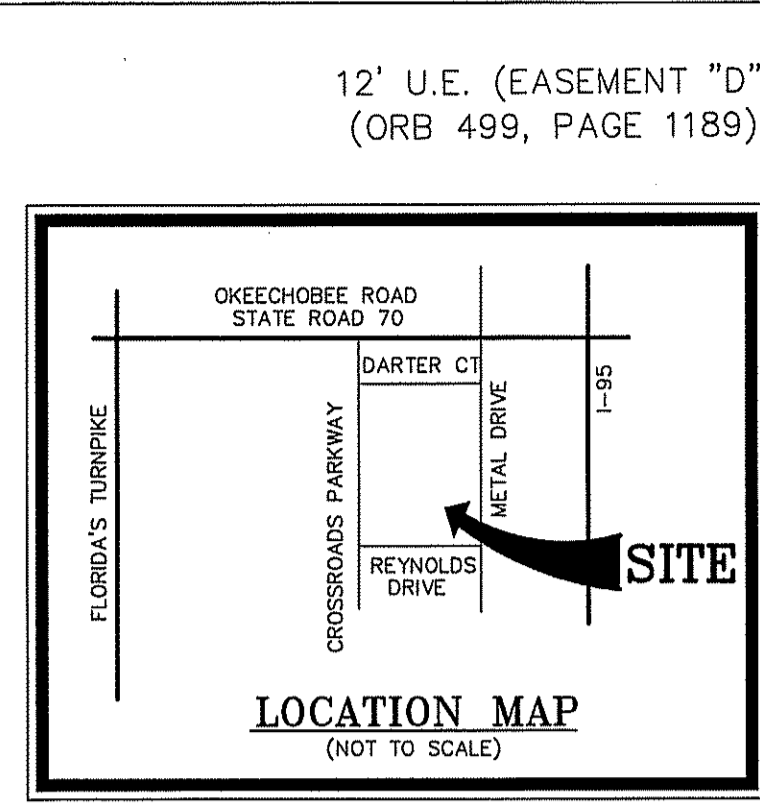 12' U.E. (EASEMENT "D"
(ORB 499, PAGE 1189)
OKEECHOBEE ROAD
STATE ROAD 70
DARTER CT
FLORIDA'S TURNPIKE
CROSSROADS PARKWAY
METAL DRIVE
I-95
REYNOLDS
DRIVE
SITE
LOCATION MAP
(NOT TO SCALE)